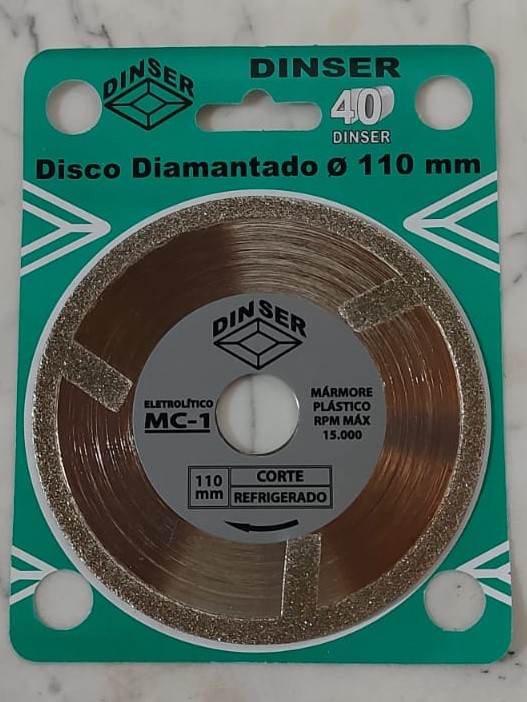 DINSER
DINSER
40
DINSER
Disco Diamantado ø 110 mm
DINSER
ELETROLÍTICO
MC-1
MÁRMORE
PLÁSTICO
RPM MÁX
15.000
110
mm
CORTE
REFRIGERADO